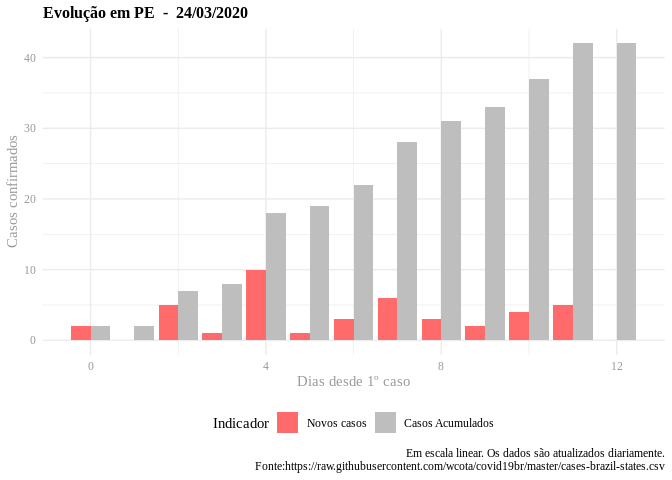 Evolução em PE - 24/03/2020
Casos confirmados
40
30
20
10
0
0 4 8 12
Dias desde 1º caso
Indicador Novos casos Casos Acumulados
Em escala linear. Os dados são atualizados diariamente.
Fonte:https://raw.githubusercontent.com/wcota/covid19br/master/cases-brazil-states.csv